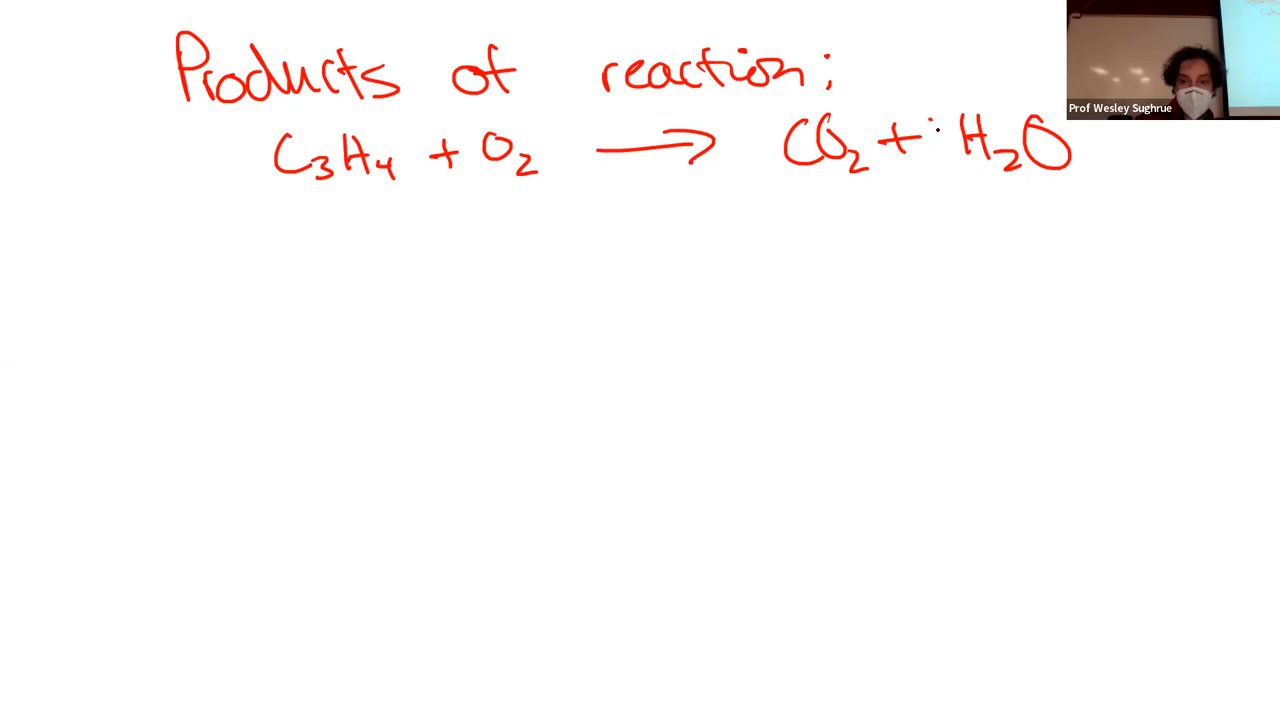 Products of reaction:
C₃H₄ + O₂ ⟶ CO₂ + H₂O
Prof Wesley Sughrue